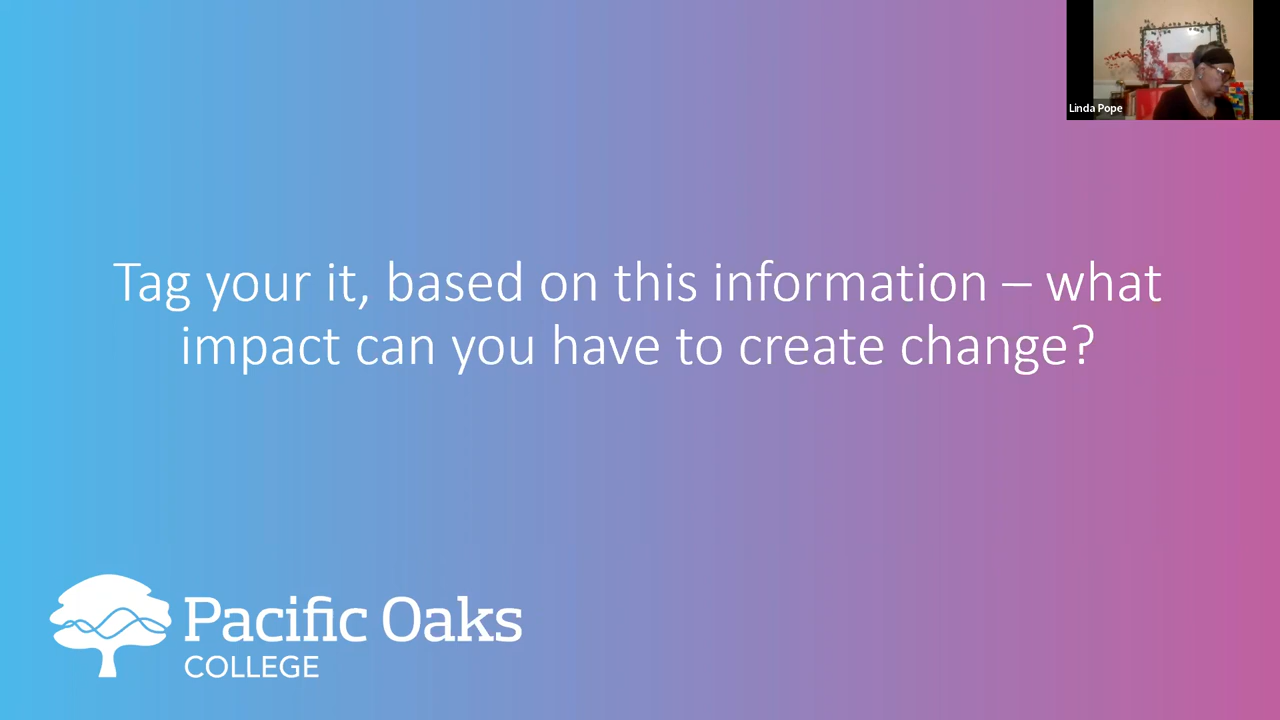 Linda Pope
Tag your it, based on this information – what
impact can you have to create change?
Pacific Oaks
COLLEGE